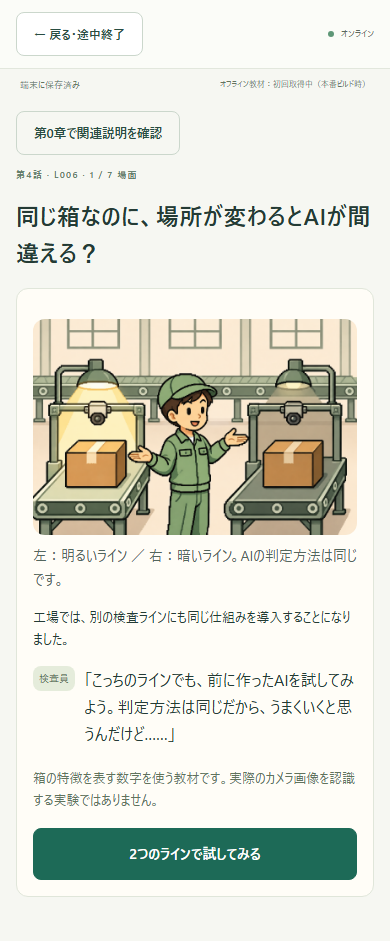 ← 戻る・途中終了
オンライン
端末に保存済み
オフライン教材：初回取得中（本番ビルド時）
第0章で関連説明を確認
第4話 · L006 · 1 / 7 場面
同じ箱なのに、場所が変わるとAIが間
違える？
左：明るいライン ／ 右：暗いライン。AIの判定方法は同じ
です。
工場では、別の検査ラインにも同じ仕組みを導入することになり
ました。
検査員
「こっちのラインでも、前に作ったAIを試してみ
よう。判定方法は同じだから、うまくいくと思
うんだけど……」
箱の特徴を表す数字を使う教材です。実際のカメラ画像を認識
する実験ではありません。
2つのラインで試してみる